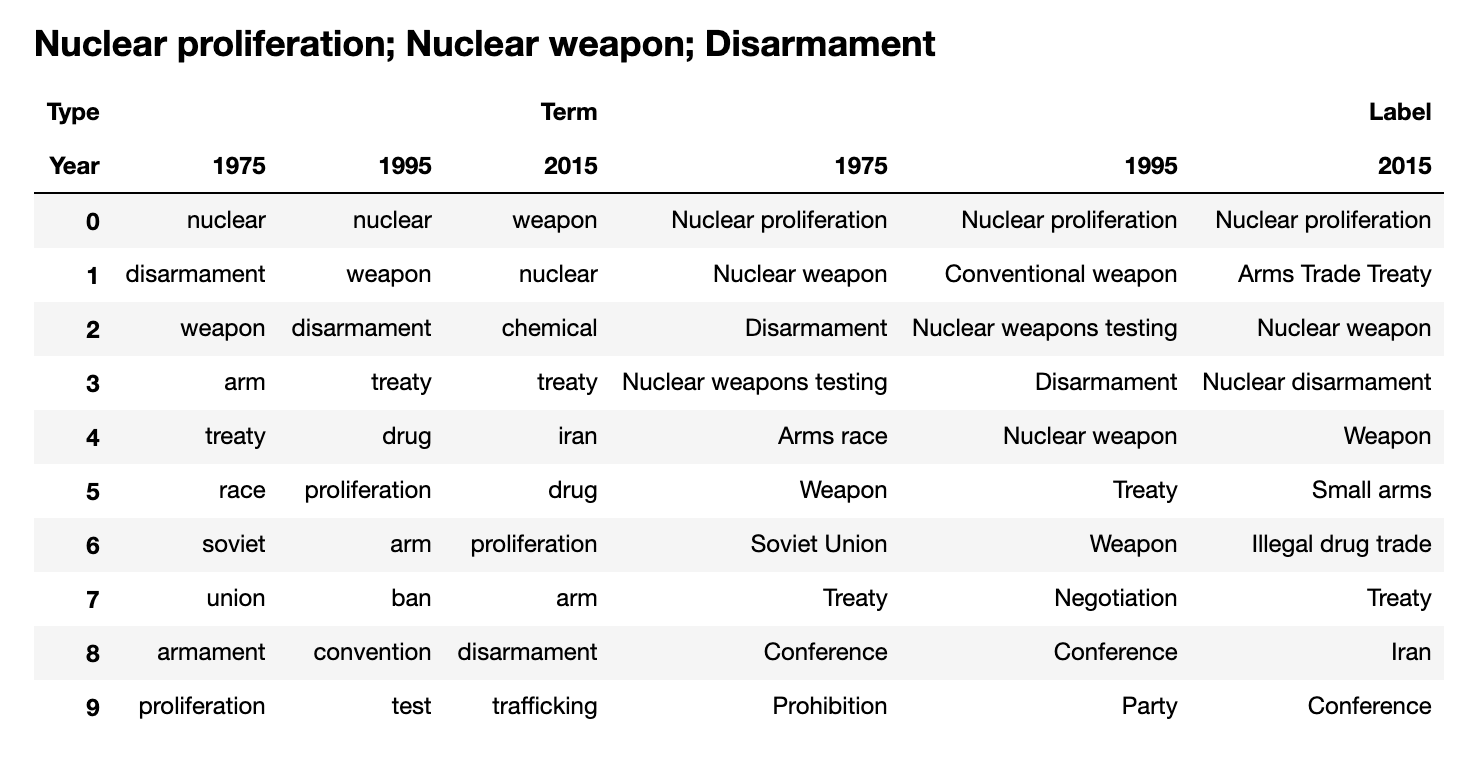 Nuclear proliferation; Nuclear weapon; Disarmament
Type Term Label
Year 1975 1995 2015 1975 1995 2015
0 nuclear nuclear weapon Nuclear proliferation Nuclear proliferation Nuclear proliferation
1 disarmament weapon nuclear Nuclear weapon Conventional weapon Arms Trade Treaty
2 weapon disarmament chemical Disarmament Nuclear weapons testing Nuclear weapon
3 arm treaty treaty Nuclear weapons testing Disarmament Nuclear disarmament
4 treaty drug iran Arms race Nuclear weapon Weapon
5 race proliferation drug Weapon Treaty Small arms
6 soviet arm proliferation Soviet Union Weapon Illegal drug trade
7 union ban arm Treaty Negotiation Treaty
8 armament convention disarmament Conference Conference Iran
9 proliferation test trafficking Prohibition Party Conference